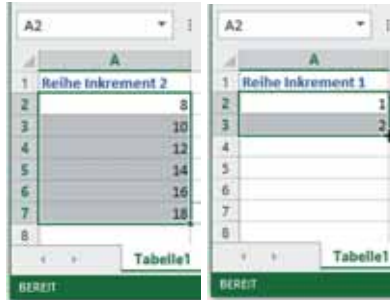 A2
A
1 Reihe Inkrement 2
2 8
3 10
4 12
5 14
6 16
7 18
8
Tabelle1
BEREIT
A2
A
1 Reihe Inkrement 1
2 1
3 2
4
5
6
7
8
Tabelle1
BEREIT